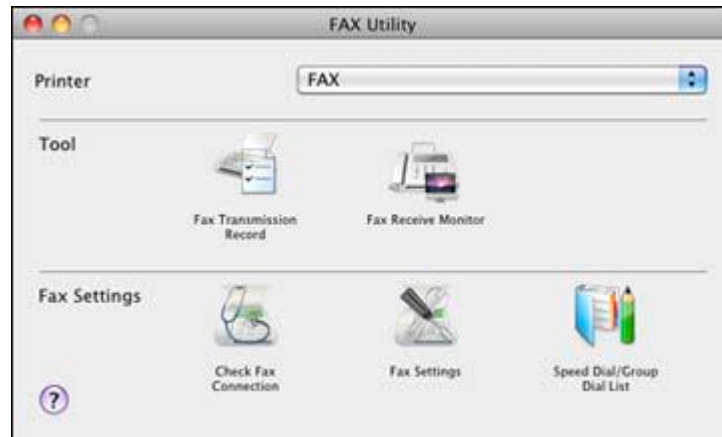 FAX Utility
Printer
FAX
Tool
Fax Transmission
Record
Fax Receive Monitor
Fax Settings
Check Fax
Connection
Fax Settings
Speed Dial/Group
Dial List
?